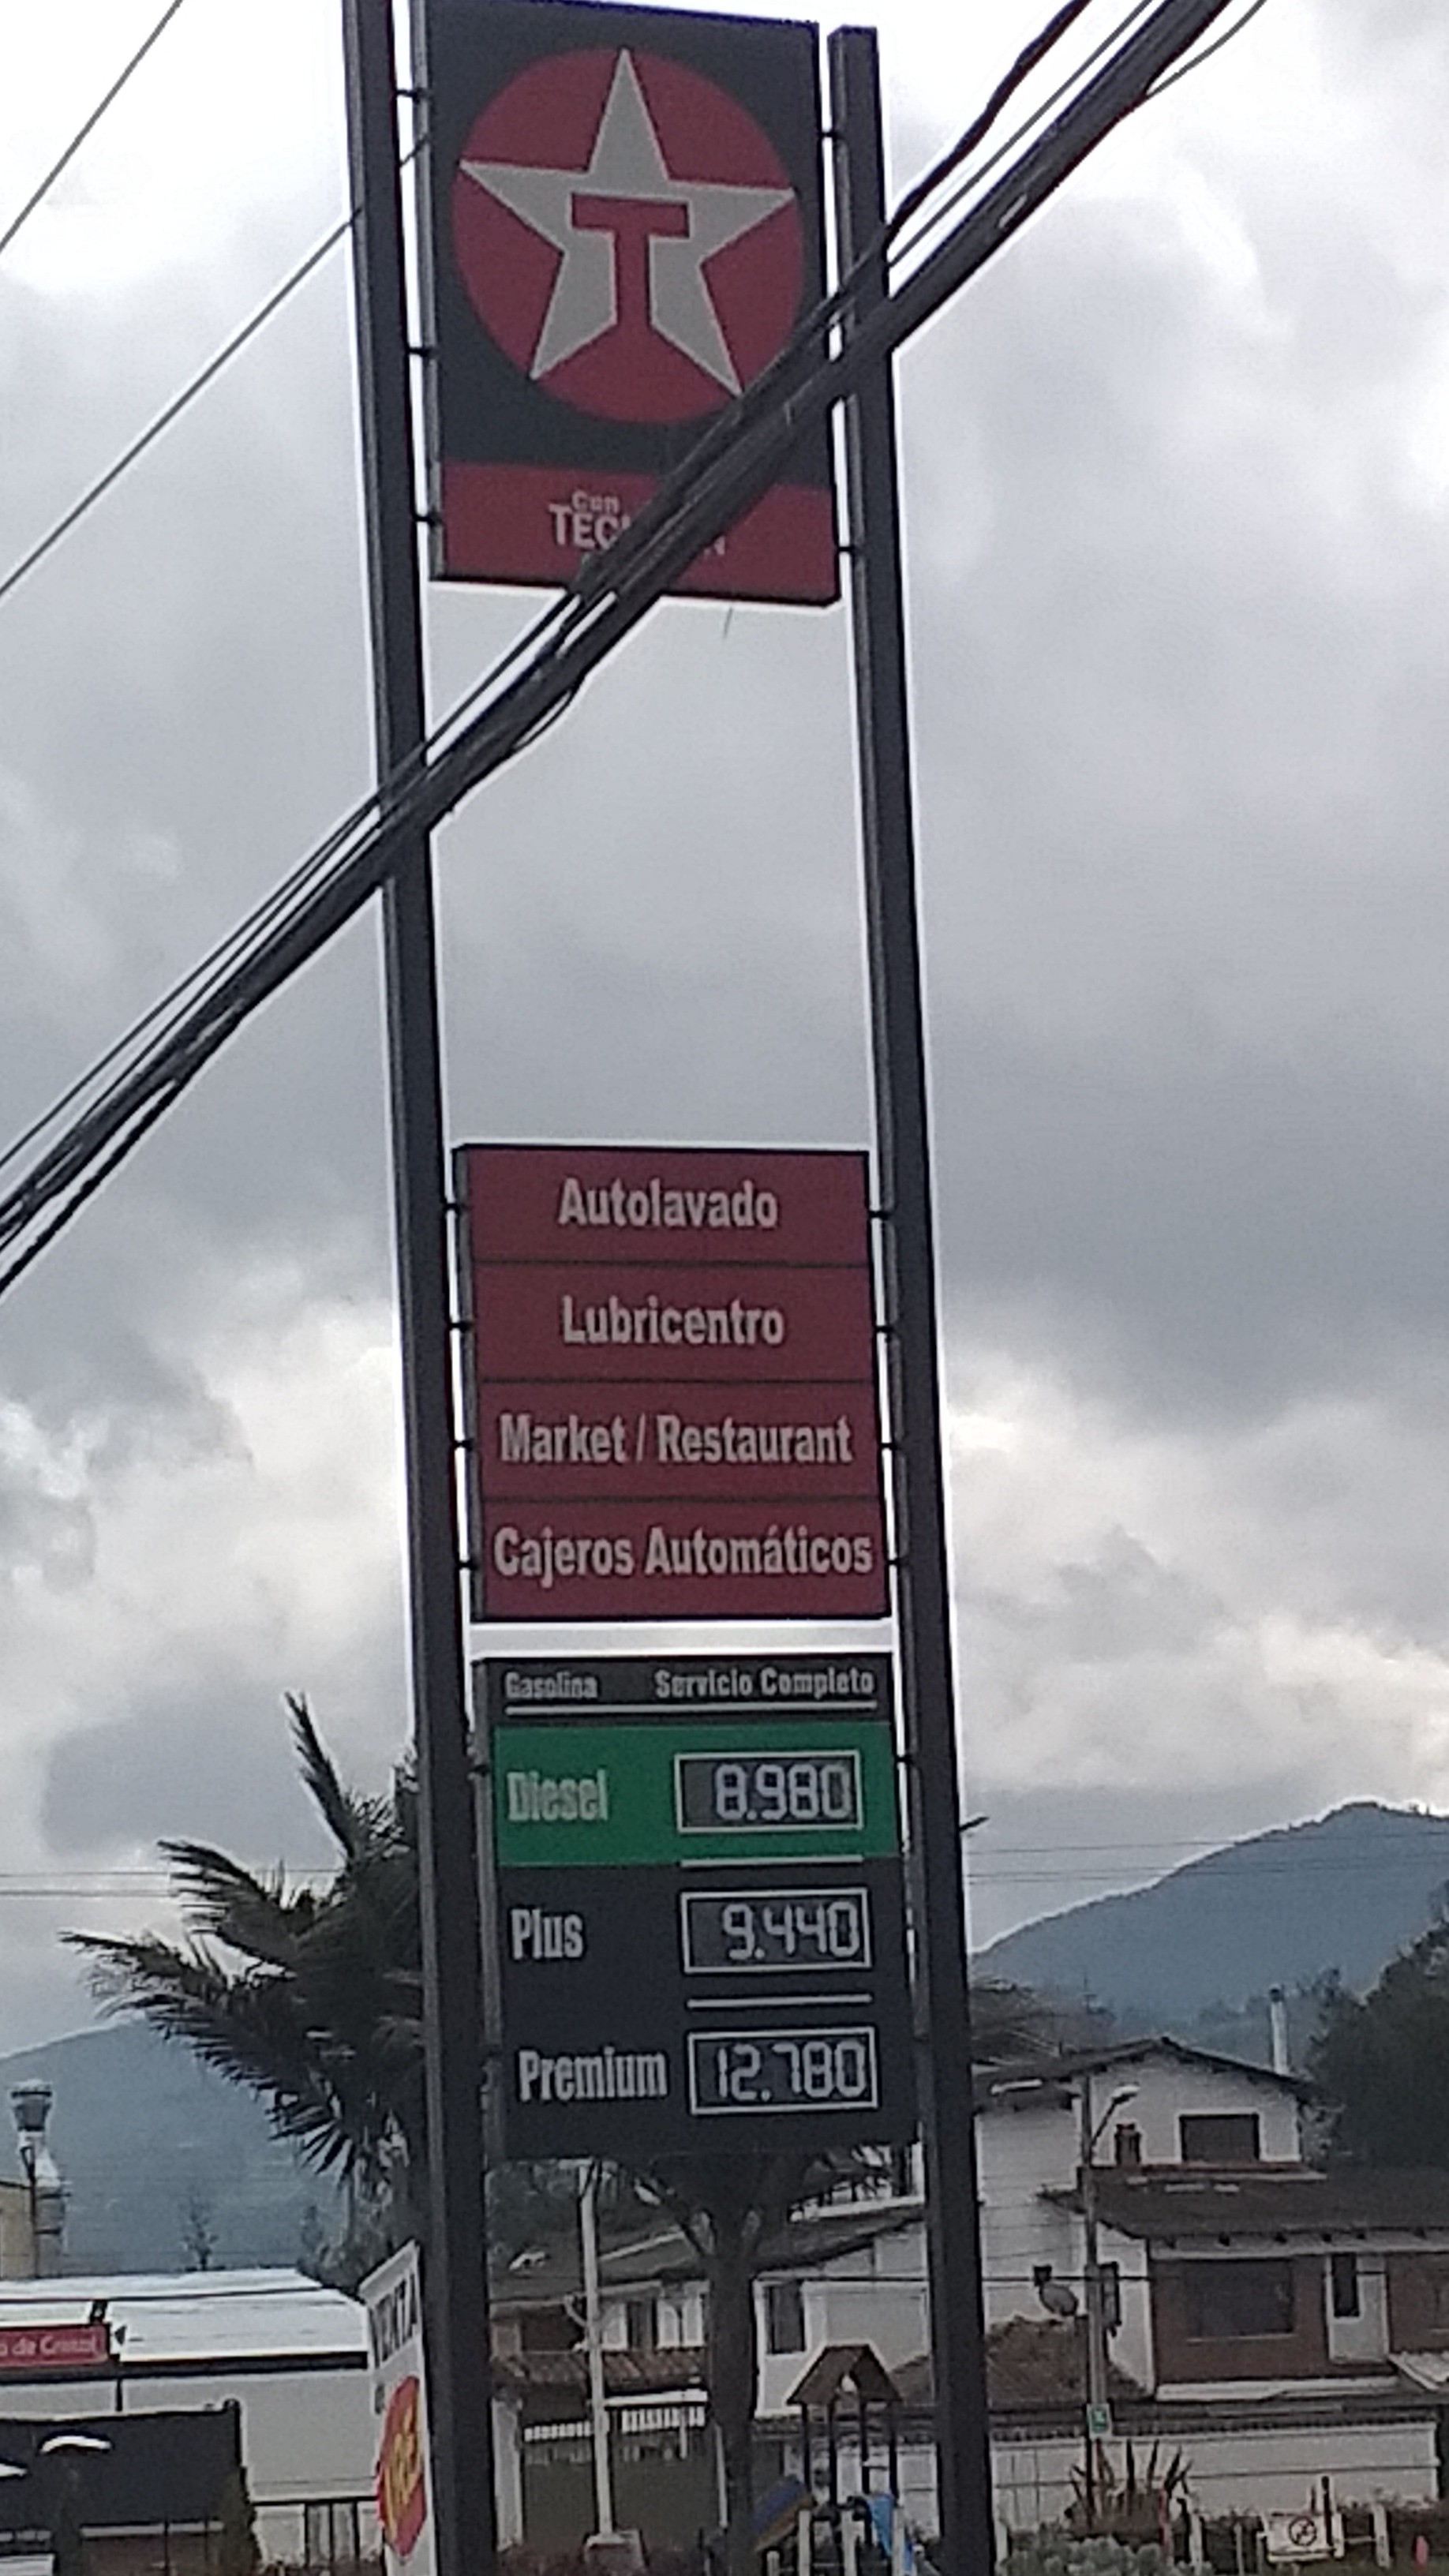 T
Con
Autolavado
Lubricentro
Market / Restaurant
Cajeros Automáticos
Gasolina Servicio Completo
Diesel 8.980
Plus 9.440
Premium 12.780